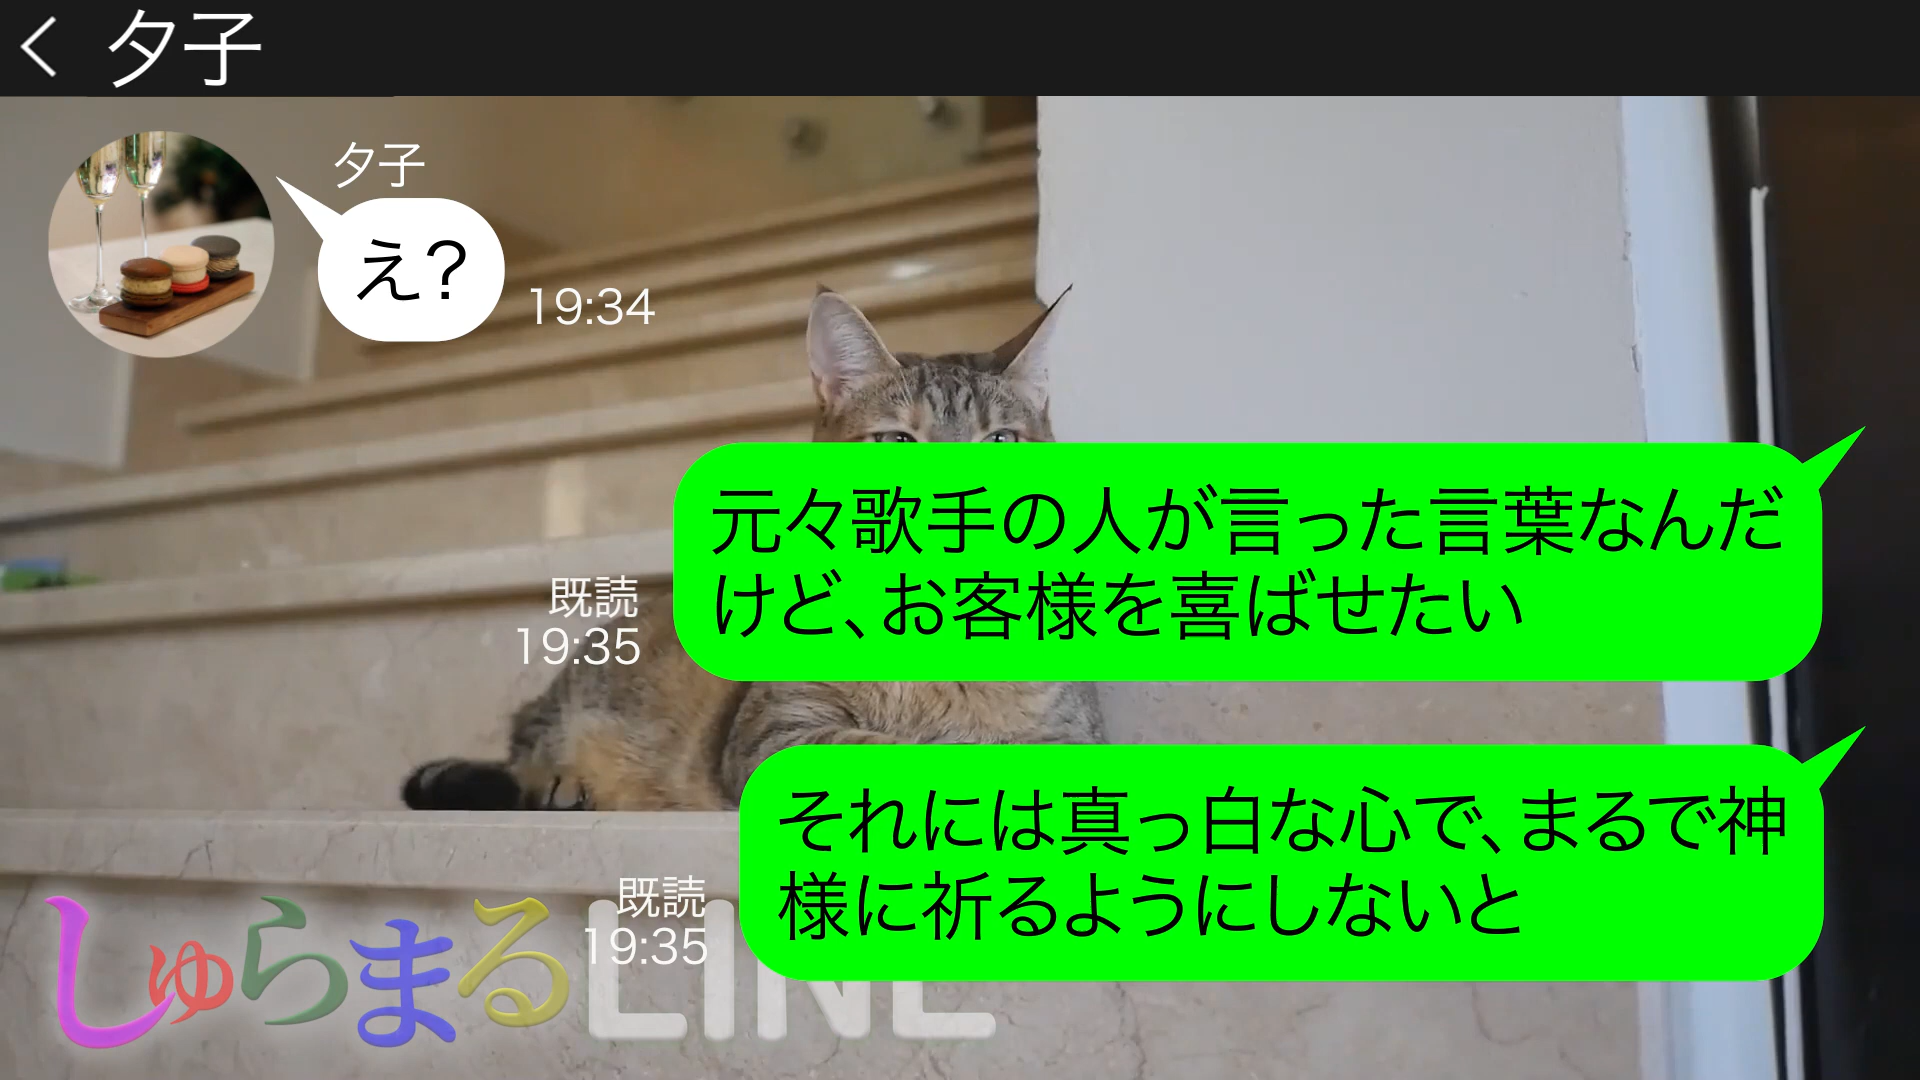 夕子
夕子
え?
19:34
元々歌手の人が言った言葉なんだ
けど、お客様を喜ばせたい
既読
19:35
それには真っ白な心で、まるで神
様に祈るようにしないと
既読
19:35
しゅらまるLINE